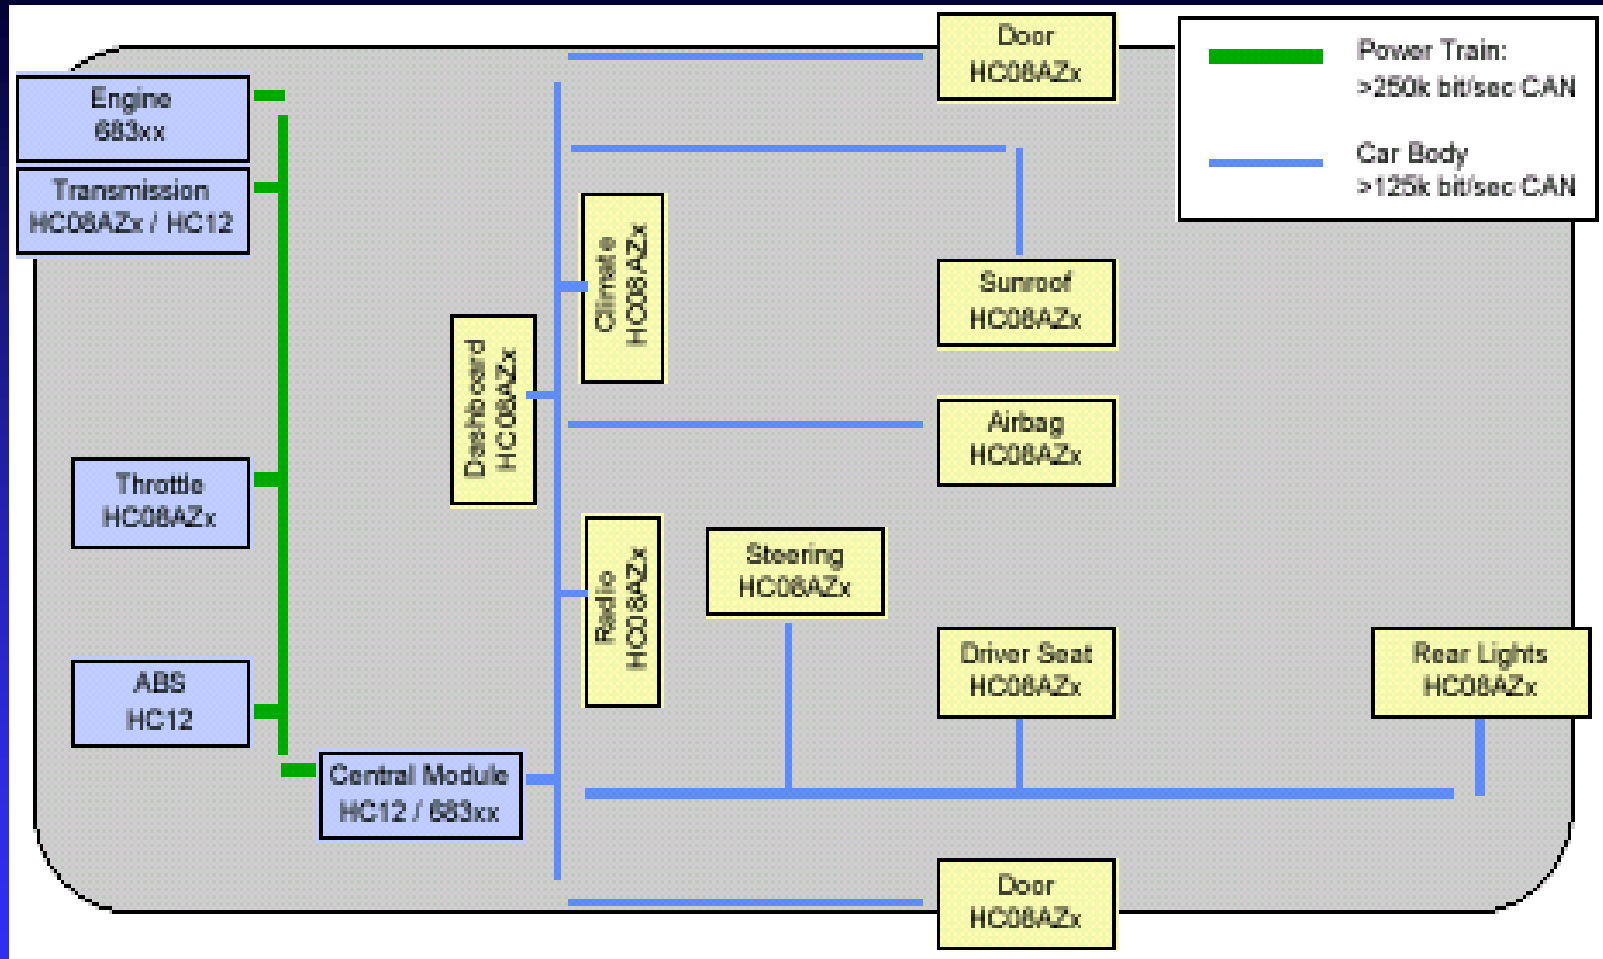 Door
HC08AZx
Power Train:
>250k bit/sec CAN
Car Body
>125k bit/sec CAN
Engine
683xx
Transmission
HC08AZx / HC12
Climate
HC08AZx
Sunroof
HC08AZx
Dashboard
HC08AZx
Airbag
HC08AZx
Throttle
HC08AZx
Radio
HC08AZx
Steering
HC08AZx
Driver Seat
HC08AZx
Rear Lights
HC08AZx
ABS
HC12
Central Module
HC12 / 683xx
Door
HC08AZx